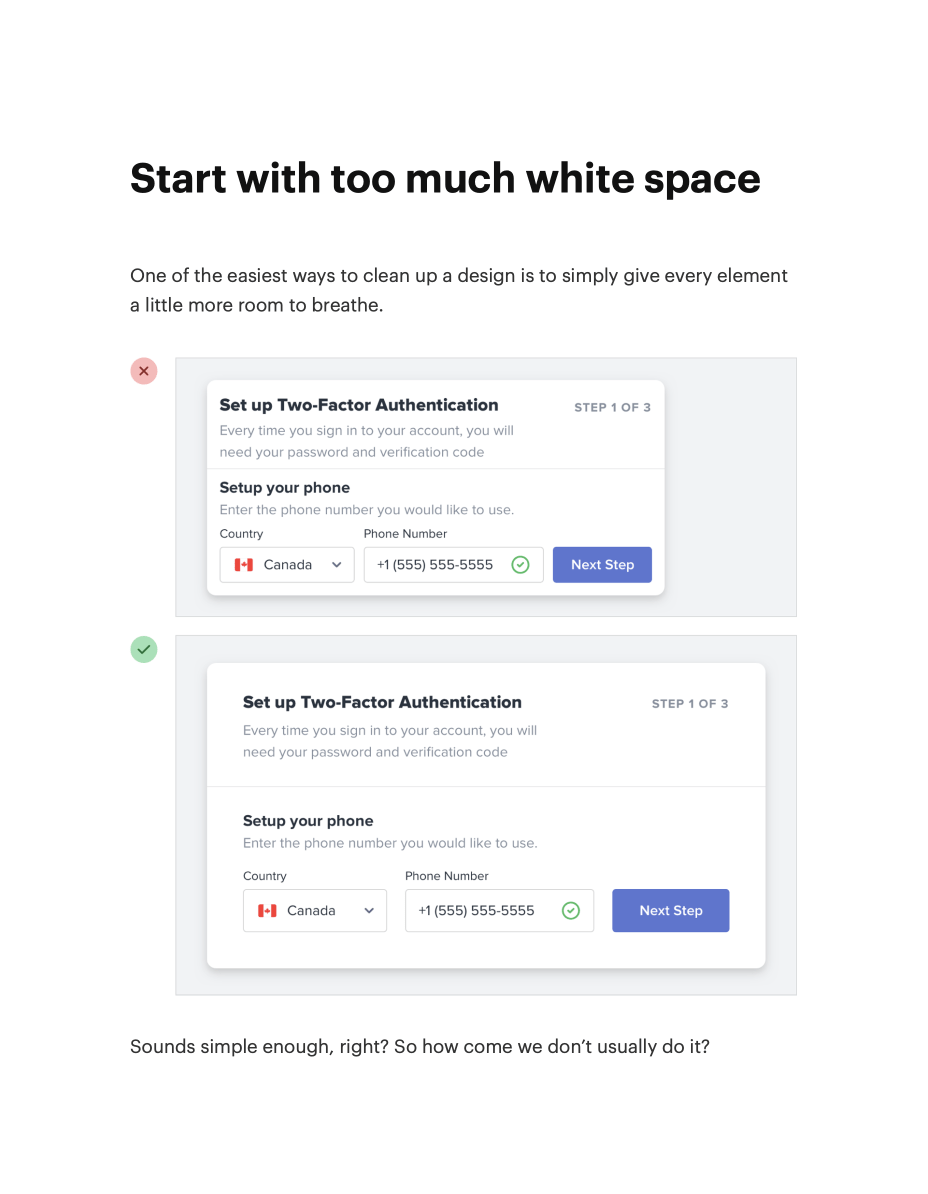 Start with too much white space
One of the easiest ways to clean up a design is to simply give every element
a little more room to breathe.
Set up Two-Factor Authentication
STEP 1 OF 3
Every time you sign in to your account, you will
need your password and verification code
Setup your phone
Enter the phone number you would like to use.
Country
Phone Number
Canada
+1 (555) 555-5555
Next Step
Set up Two-Factor Authentication
STEP 1 OF 3
Every time you sign in to your account, you will
need your password and verification code
Setup your phone
Enter the phone number you would like to use.
Country
Phone Number
Canada
+1 (555) 555-5555
Next Step
Sounds simple enough, right? So how come we don’t usually do it?